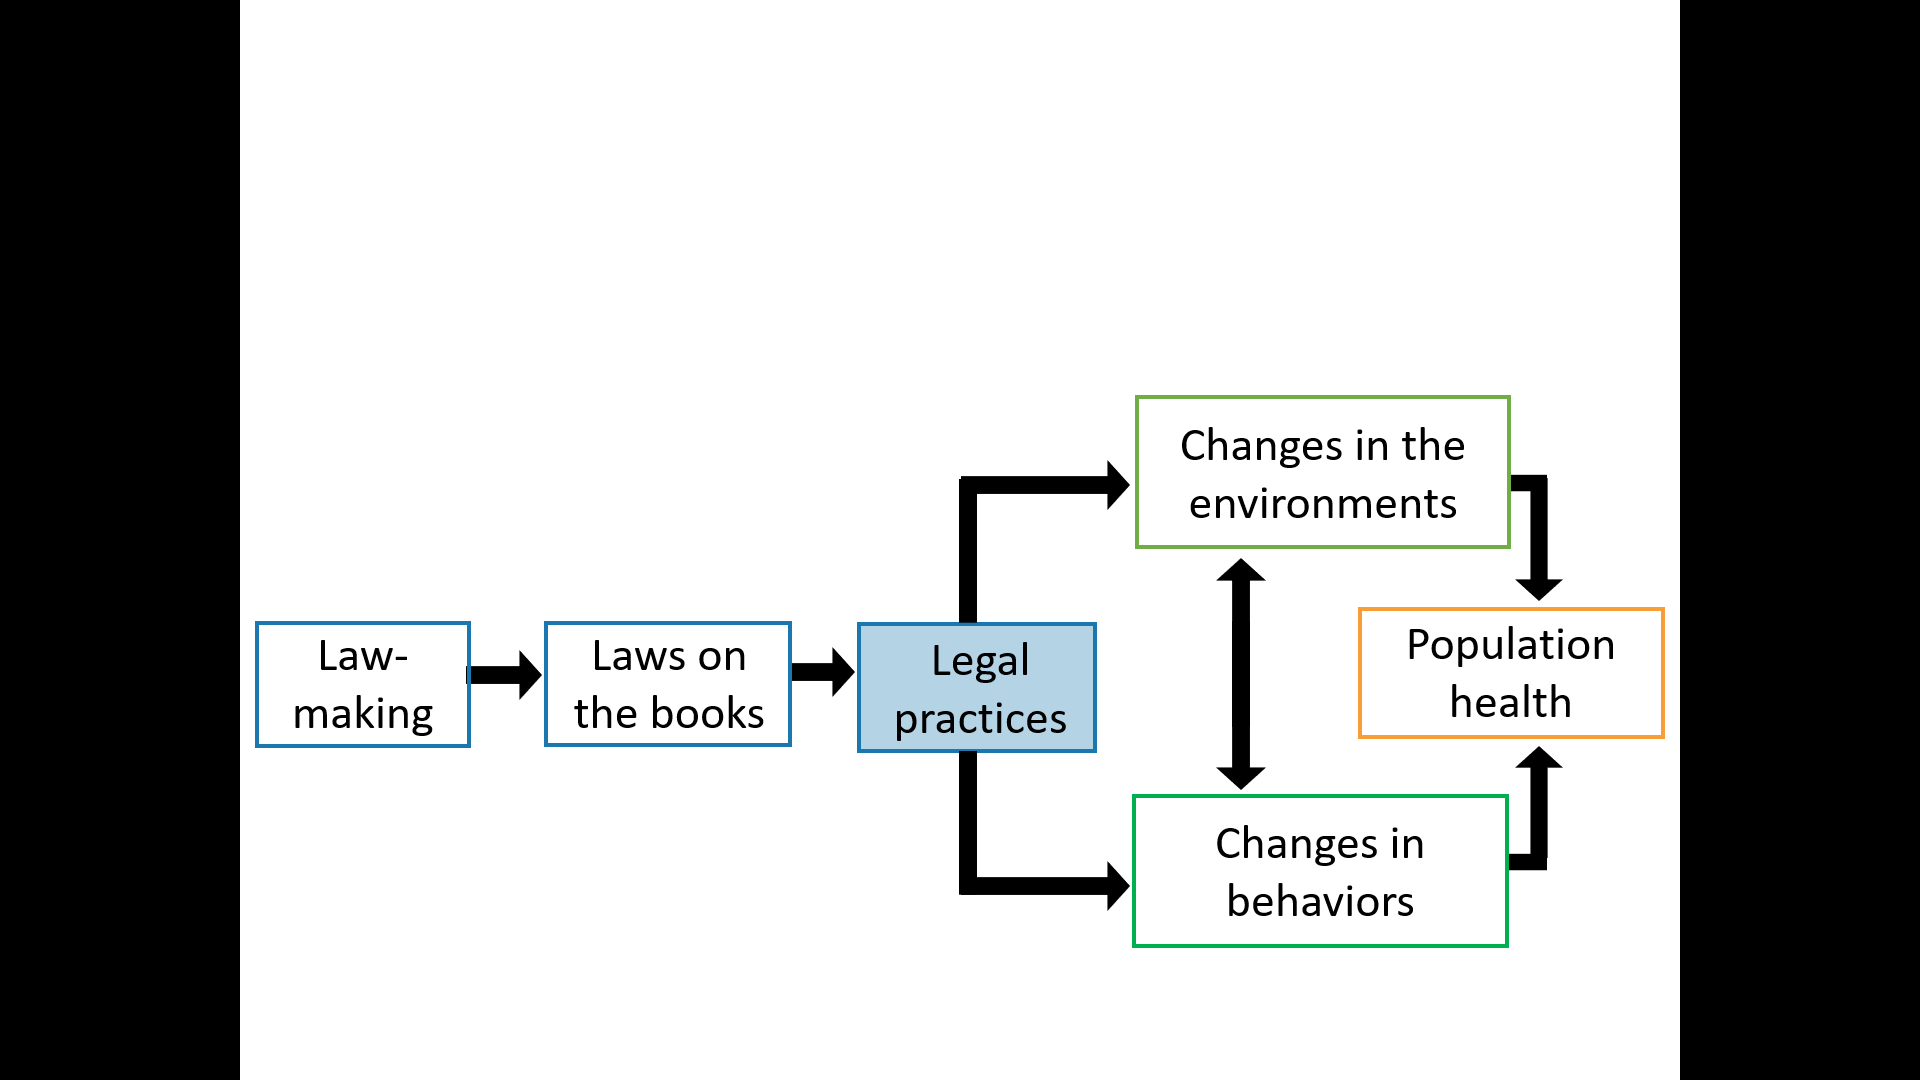 Law-
making
Laws on
the books
Legal
practices
Changes in the
environments
Changes in
behaviors
Population
health